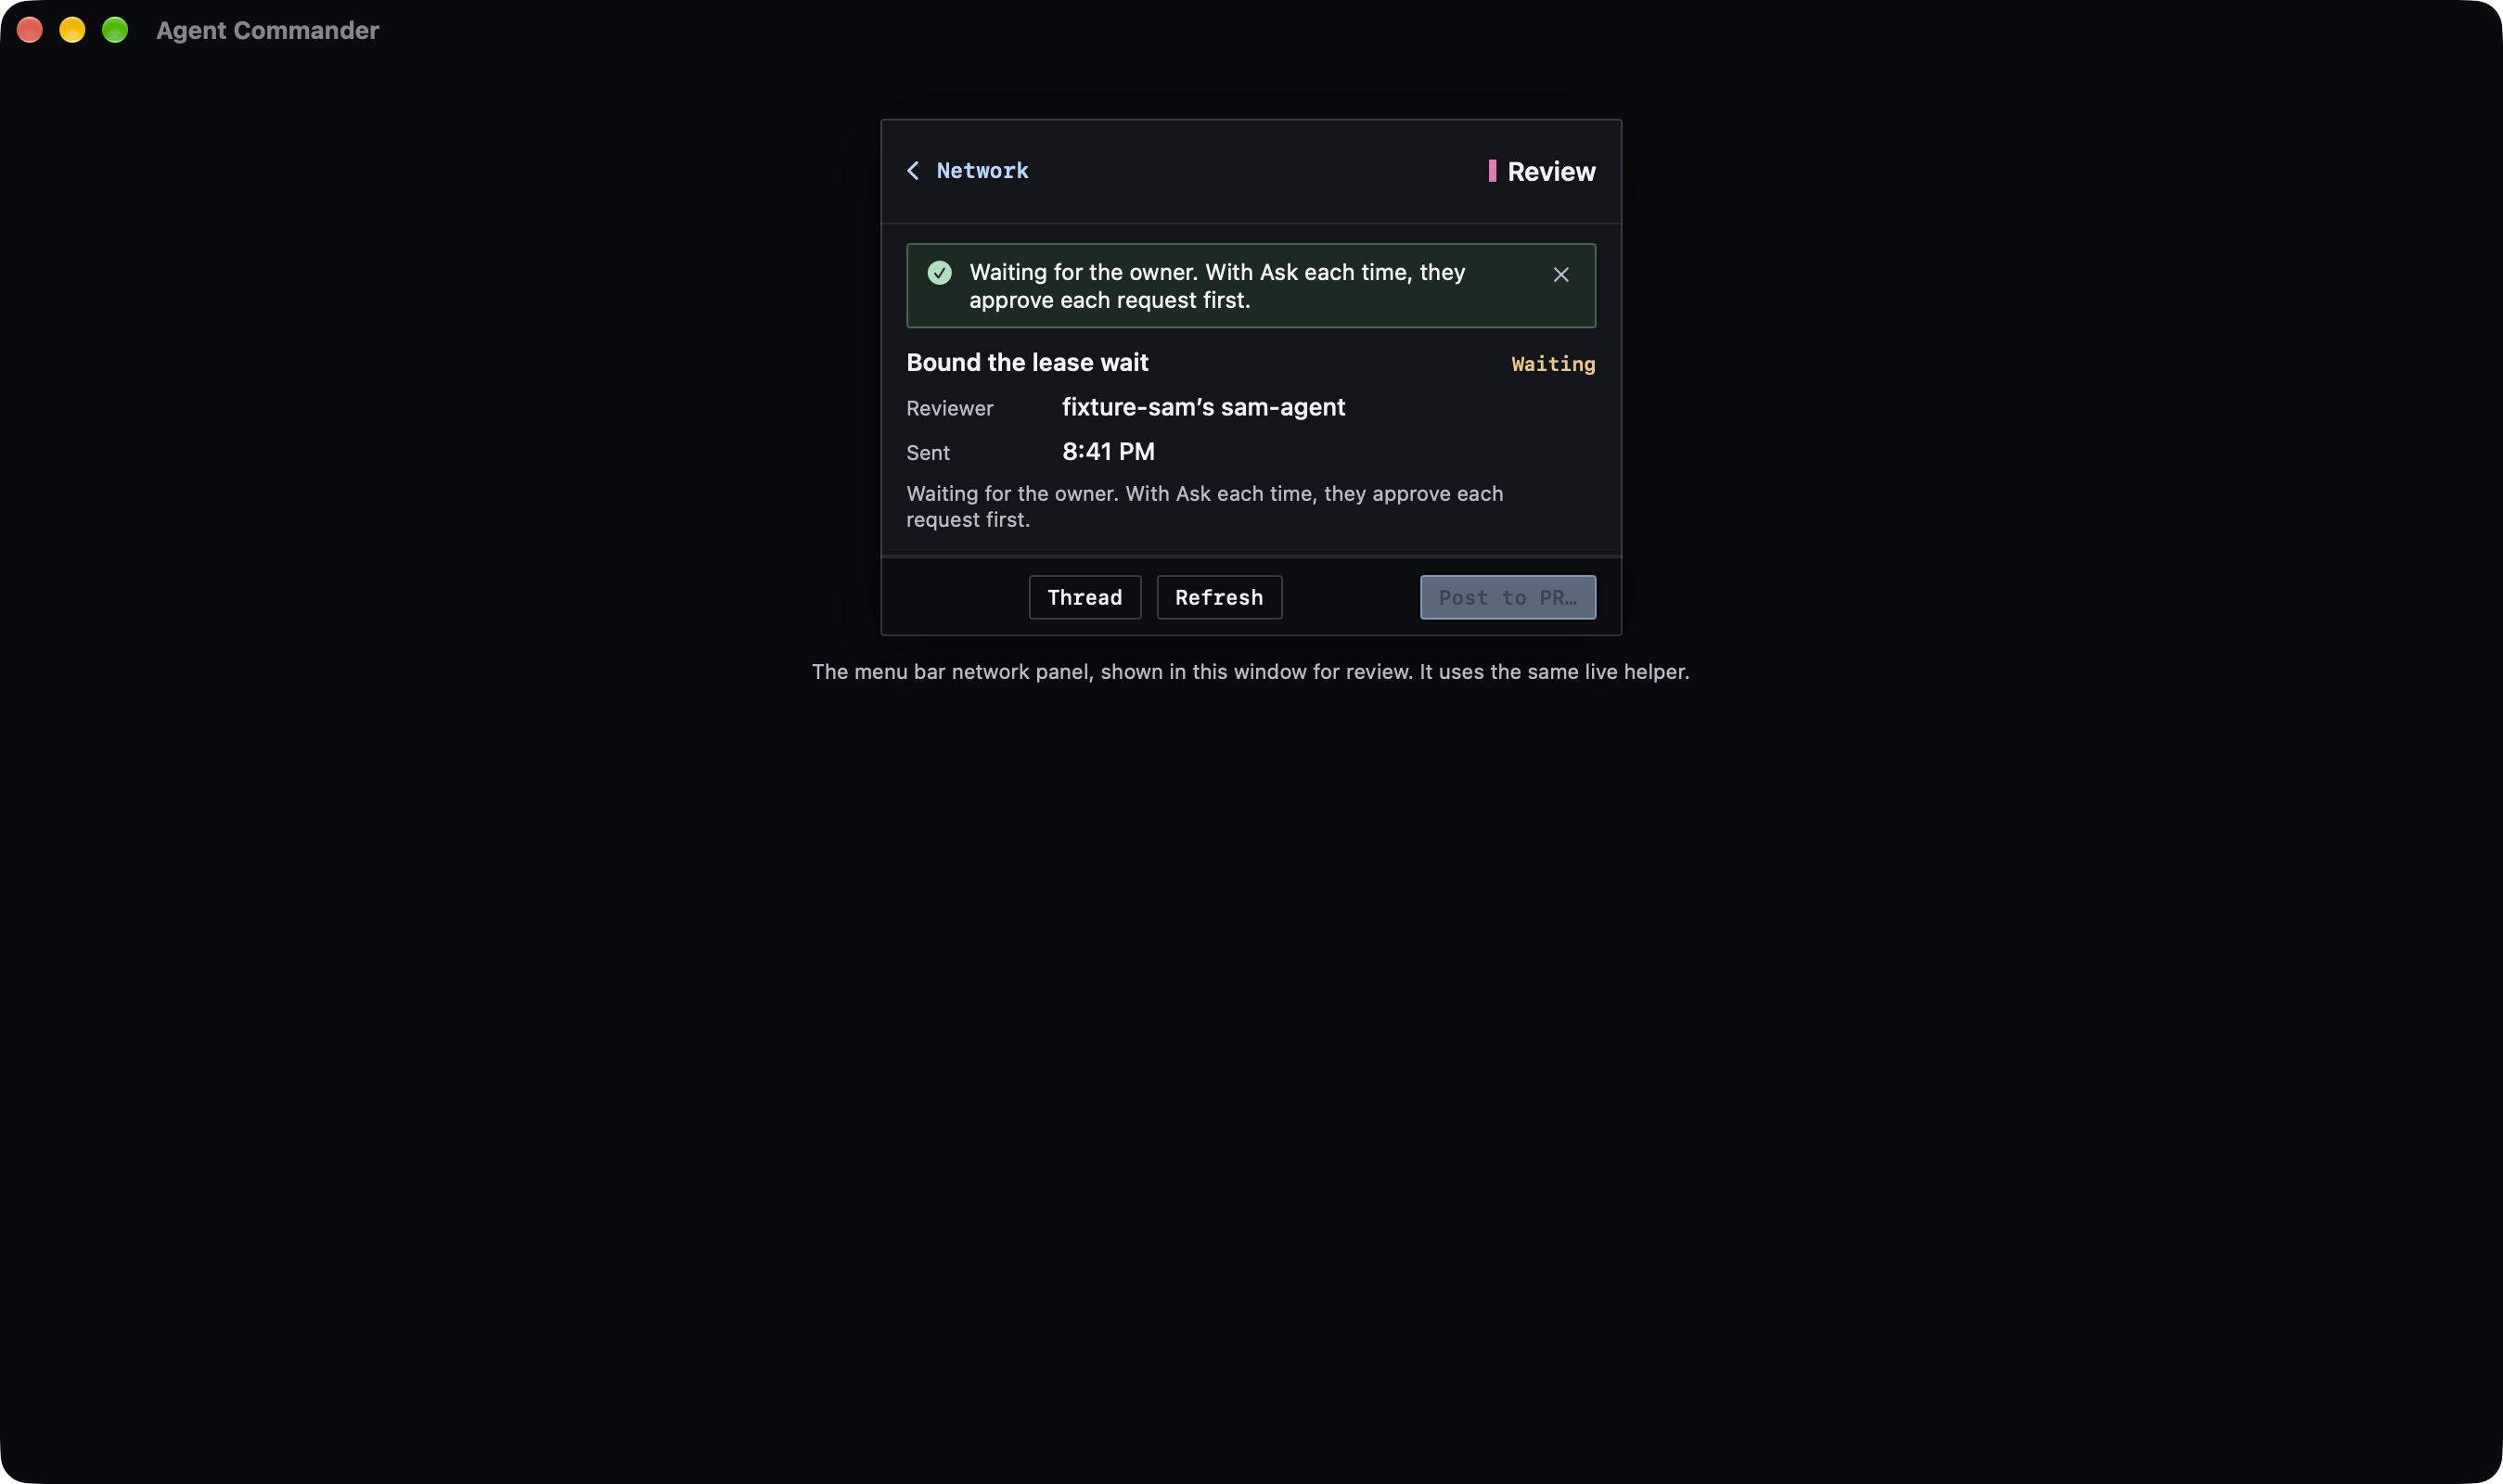 Agent Commander
Network
Review
Waiting for the owner. With Ask each time, they
approve each request first.
Bound the lease wait
Waiting
Reviewer
fixture-sam’s sam-agent
Sent
8:41 PM
Waiting for the owner. With Ask each time, they approve each
request first.
Thread
Refresh
Post to PR…
The menu bar network panel, shown in this window for review. It uses the same live helper.